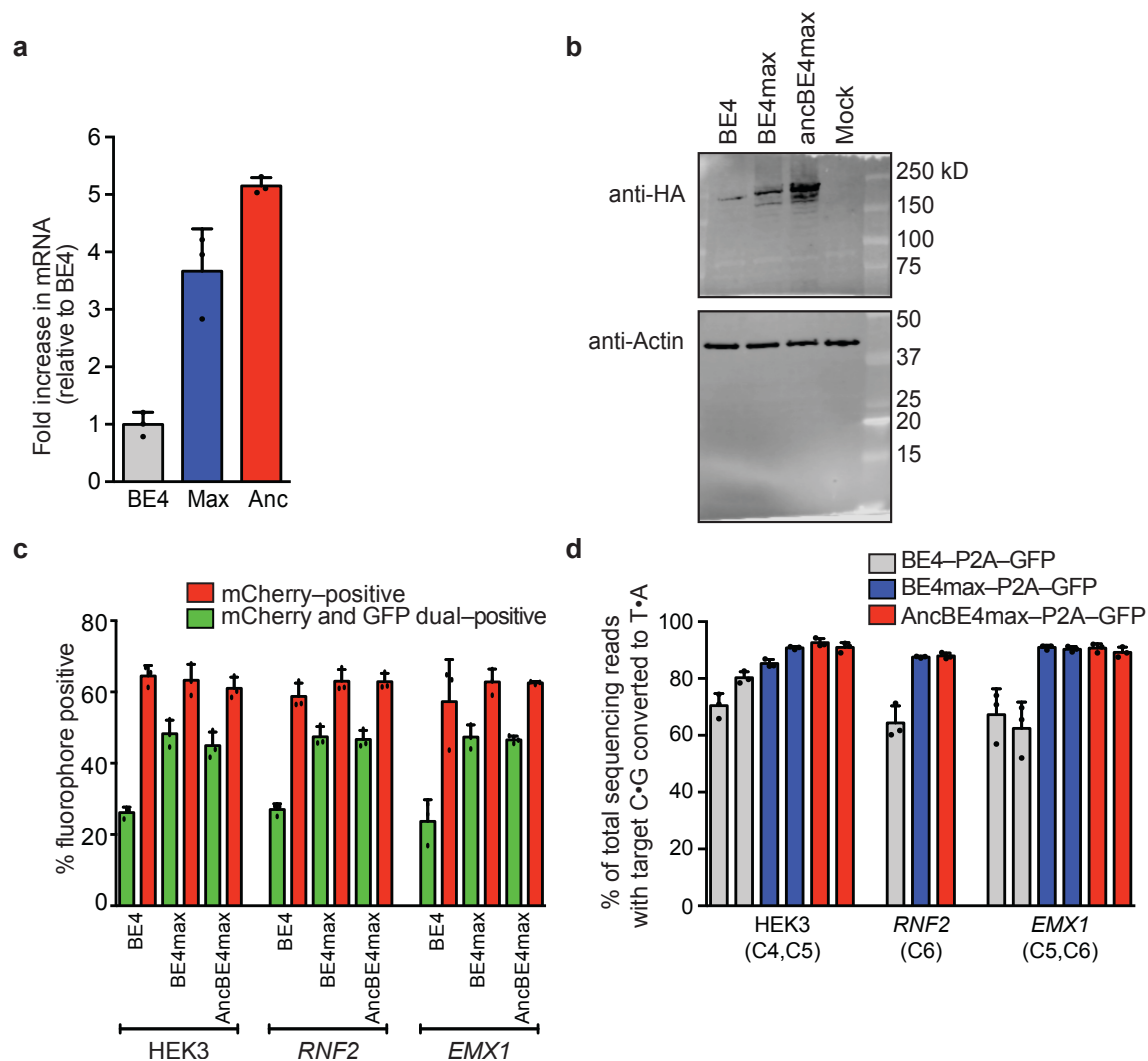 a
6
5
4
3
2
1
0
Fold increase in mRNA
(relative to BE4)
BE4 Max Anc
b
BE4
BE4max
ancBE4max
Mock
anti-HA
250 kD
150
100
75
anti-Actin
50
37
25
20
15
c
mCherry–positive
mCherry and GFP dual–positive
80
60
40
20
0
% fluorophore positive
BE4
BE4max
AncBE4max
BE4
BE4max
AncBE4max
BE4
BE4max
AncBE4max
HEK3 RNF2 EMX1
d
BE4–P2A–GFP
BE4max–P2A–GFP
AncBE4max–P2A–GFP
100
80
60
40
20
0
% of total sequencing reads
with target C•G converted to T•A
HEK3 RNF2 EMX1
(C4,C5) (C6) (C5,C6)